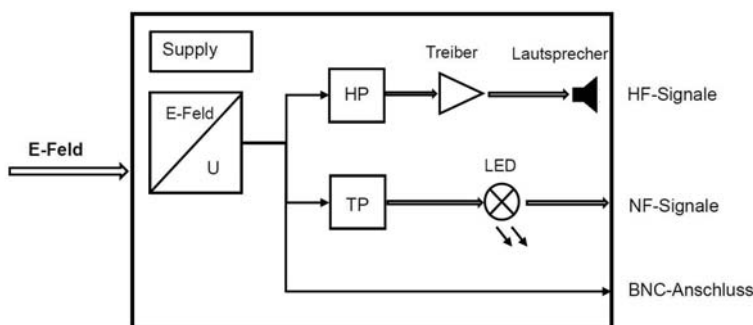 Supply
Treiber
Lautsprecher
E-Feld
HP
HF-Signale
E-Feld
U
LED
TP
NF-Signale
BNC-Anschluss